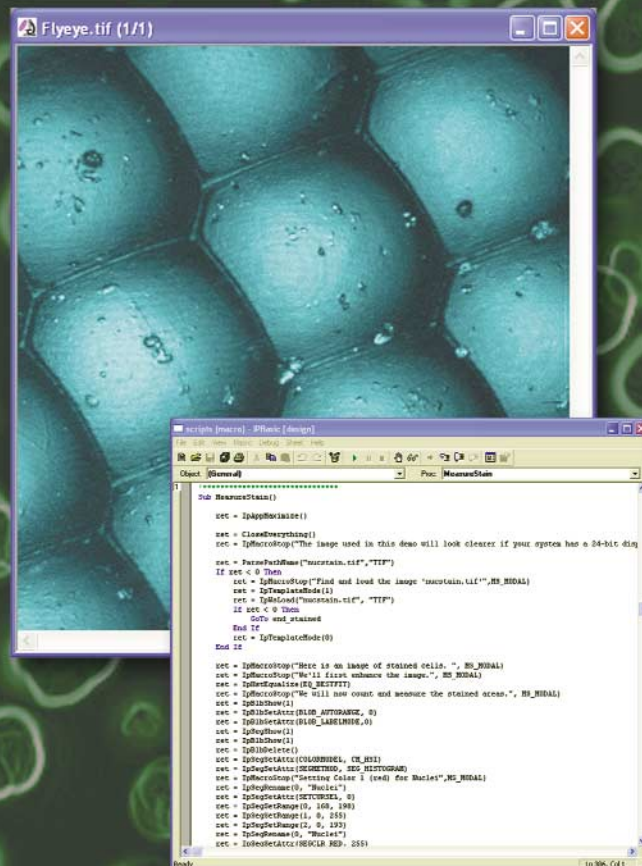 Flyeye.tif (1/1)
scripts (macro) - IPBasic [design]
File Edit View Macro Debug Sheet Help
Object: (General) Proc: MeasureStain
1 '********************************
Sub MeasureStain()
ret = IpAppMaximize()
ret = CloseEverything()
ret = IpMacroStop("The image used in this demo will look clearer if your system has a 24-bit disp
ret = ParsePathName("nucstain.tif","TIF")
If ret < 0 Then
ret = IpMacroStop("Find and load the image 'nucstain.tif'",MS_MODAL)
ret = IpTemplateMode(1)
ret = IpWsLoad("nucstain.tif", "TIF")
If ret < 0 Then
GoTo end_stained
End If
ret = IpTemplateMode(0)
End If
ret = IpMacroStop("Here is an image of stained cells. ", MS_MODAL)
ret = IpMacroStop("We'll first enhance the image.", MS_MODAL)
ret = IpHstEqualize(EQ_BESTFIT)
ret = IpMacroStop("We will now count and measure the stained areas.", MS_MODAL)
ret = IpBlbShow(1)
ret = IpBlbSetAttr(BLOB_AUTORANGE, 0)
ret = IpBlbSetAttr(BLOB_LABELMODE,0)
ret = IpSegShow(1)
ret = IpBlbShow(1)
ret = IpBlbDelete()
ret = IpSegSetAttr(COLORMODEL, CM_HSI)
ret = IpSegSetAttr(SEGMETHOD, SEG_HISTOGRAM)
ret = IpMacroStop("Setting Color 1 (red) for Nuclei",MS_MODAL)
ret = IpSegRename(0, "Nuclei")
ret = IpSegSetAttr(SETCURSEL, 0)
ret = IpSegSetRange(0, 168, 198)
ret = IpSegSetRange(1, 0, 255)
ret = IpSegSetRange(2, 0, 193)
ret = IpSegRename(0, "Nuclei")
ret = IpSegSetAttr(SEGCLR_RED, 255)
Ready Ln 306, Col 1